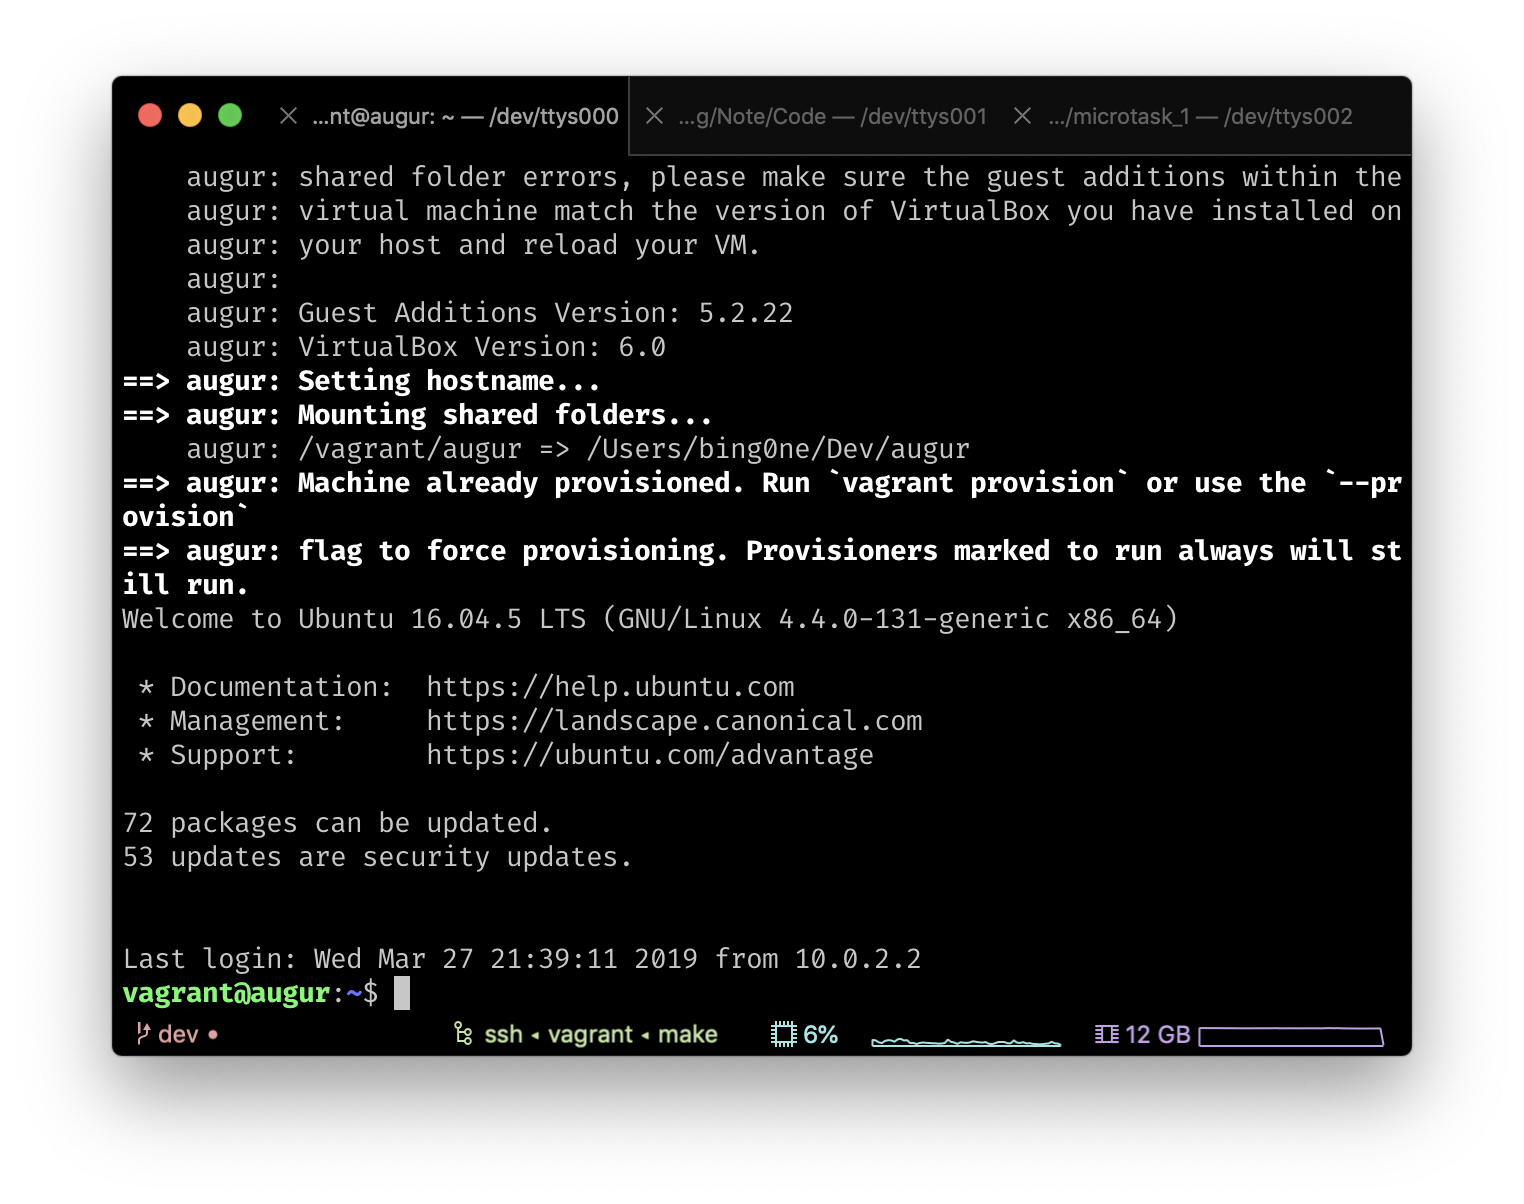 ...nt@augur: ~ — /dev/ttys000 ...g/Note/Code — /dev/ttys001 .../microtask_1 — /dev/ttys002
augur: shared folder errors, please make sure the guest additions within the
augur: virtual machine match the version of VirtualBox you have installed on
augur: your host and reload your VM.
augur:
augur: Guest Additions Version: 5.2.22
augur: VirtualBox Version: 6.0
==> augur: Setting hostname...
==> augur: Mounting shared folders...
augur: /vagrant/augur => /Users/bing0ne/Dev/augur
==> augur: Machine already provisioned. Run `vagrant provision` or use the `--pr
ovision`
==> augur: flag to force provisioning. Provisioners marked to run always will st
ill run.
Welcome to Ubuntu 16.04.5 LTS (GNU/Linux 4.4.0-131-generic x86_64)
* Documentation:  https://help.ubuntu.com
* Management:     https://landscape.canonical.com
* Support:        https://ubuntu.com/advantage
72 packages can be updated.
53 updates are security updates.
Last login: Wed Mar 27 21:39:11 2019 from 10.0.2.2
vagrant@augur:~$
dev • ssh ◂ vagrant ◂ make 6% 12 GB